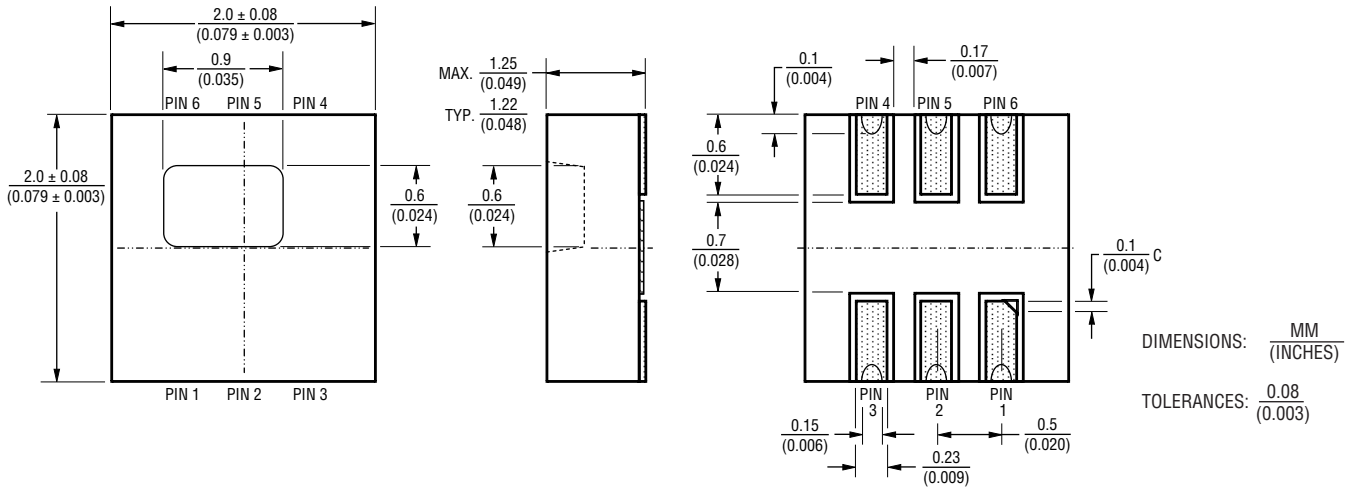 2.0 ± 0.08
(0.079 ± 0.003)
0.9
(0.035)
PIN 6 PIN 5 PIN 4
2.0 ± 0.08
(0.079 ± 0.003)
0.6
(0.024)
PIN 1 PIN 2 PIN 3
MAX. 1.25
(0.049)
TYP. 1.22
(0.048)
0.6
(0.024)
0.1
(0.004)
0.17
(0.007)
PIN 4 PIN 5 PIN 6
0.6
(0.024)
0.7
(0.028)
0.1
(0.004) C
PIN
3
PIN
2
PIN
1
0.15
(0.006)
0.23
(0.009)
0.5
(0.020)
DIMENSIONS: MM
(INCHES)
TOLERANCES: 0.08
(0.003)